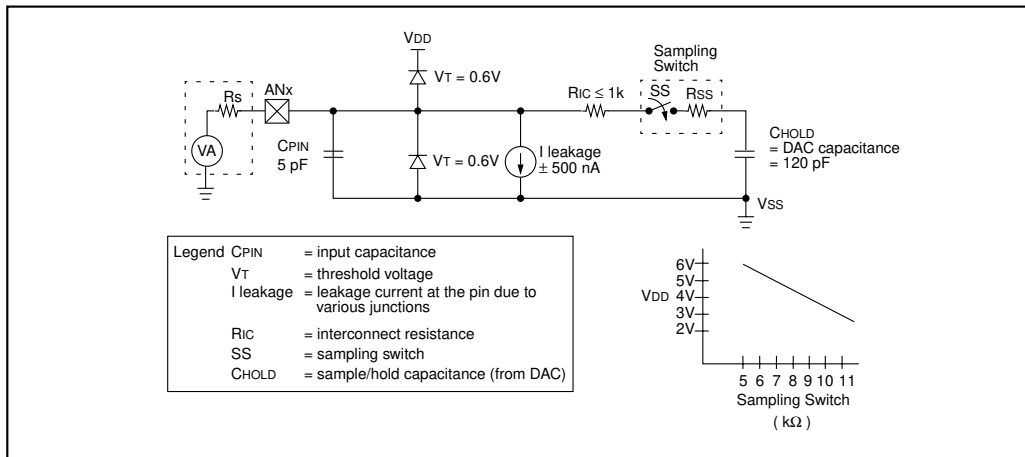 VDD
Sampling
Switch
VT = 0.6V
ANx
Rs
RIC ≤ 1k
SS
RSS
VA
CPIN
5 pF
VT = 0.6V
I leakage
± 500 nA
CHOLD
= DAC capacitance
= 120 pF
VSS
Legend CPIN = input capacitance
VT = threshold voltage
I leakage = leakage current at the pin due to
various junctions
RIC = interconnect resistance
SS = sampling switch
CHOLD = sample/hold capacitance (from DAC)
6V
5V
VDD 4V
3V
2V
5 6 7 8 9 10 11
Sampling Switch
( kΩ )